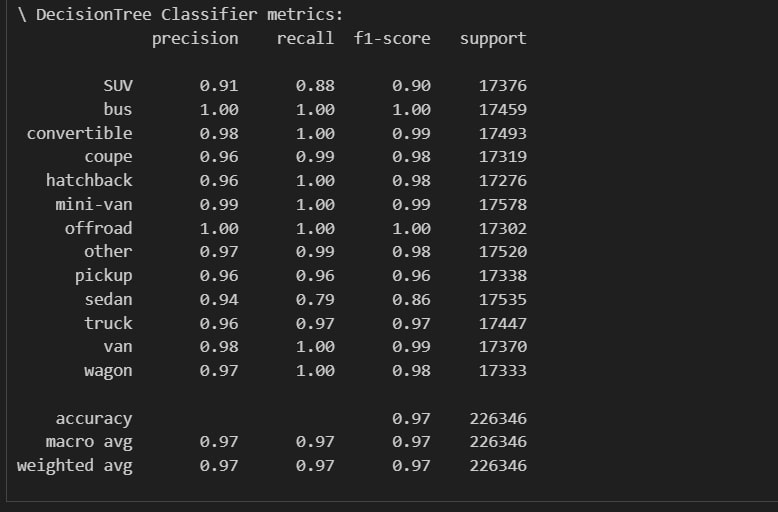 \ DecisionTree Classifier metrics:
precision recall f1-score support
SUV 0.91 0.88 0.90 17376
bus 1.00 1.00 1.00 17459
convertible 0.98 1.00 0.99 17493
coupe 0.96 0.99 0.98 17319
hatchback 0.96 1.00 0.98 17276
mini-van 0.99 1.00 0.99 17578
offroad 1.00 1.00 1.00 17302
other 0.97 0.99 0.98 17520
pickup 0.96 0.96 0.96 17338
sedan 0.94 0.79 0.86 17535
truck 0.96 0.97 0.97 17447
van 0.98 1.00 0.99 17370
wagon 0.97 1.00 0.98 17333
accuracy 0.97 226346
macro avg 0.97 0.97 0.97 226346
weighted avg 0.97 0.97 0.97 226346